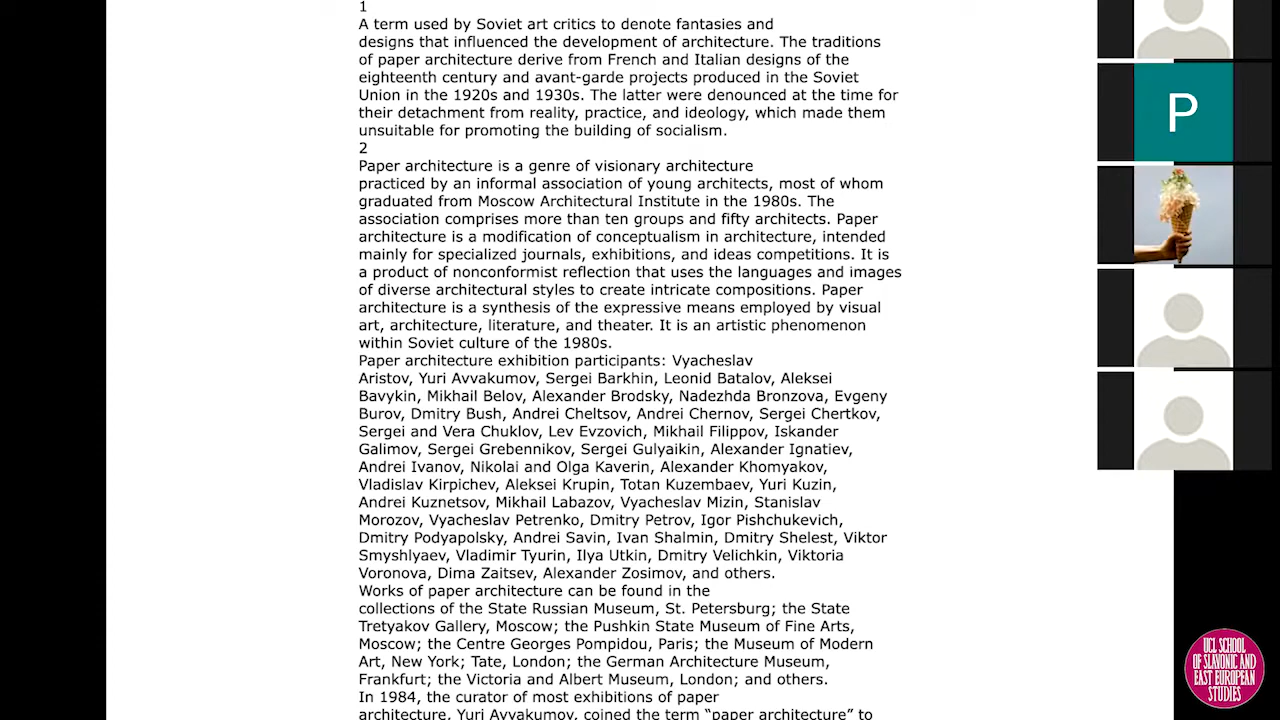 1
A term used by Soviet art critics to denote fantasies and
designs that influenced the development of architecture. The traditions
of paper architecture derive from French and Italian designs of the
eighteenth century and avant-garde projects produced in the Soviet
Union in the 1920s and 1930s. The latter were denounced at the time for
their detachment from reality, practice, and ideology, which made them
unsuitable for promoting the building of socialism.
2
Paper architecture is a genre of visionary architecture
practiced by an informal association of young architects, most of whom
graduated from Moscow Architectural Institute in the 1980s. The
association comprises more than ten groups and fifty architects. Paper
architecture is a modification of conceptualism in architecture, intended
mainly for specialized journals, exhibitions, and ideas competitions. It is
a product of nonconformist reflection that uses the languages and images
of diverse architectural styles to create intricate compositions. Paper
architecture is a synthesis of the expressive means employed by visual
art, architecture, literature, and theater. It is an artistic phenomenon
within Soviet culture of the 1980s.
Paper architecture exhibition participants: Vyacheslav
Aristov, Yuri Avvakumov, Sergei Barkhin, Leonid Batalov, Aleksei
Bavykin, Mikhail Belov, Alexander Brodsky, Nadezhda Bronzova, Evgeny
Burov, Dmitry Bush, Andrei Cheltsov, Andrei Chernov, Sergei Chertkov,
Sergei and Vera Chuklov, Lev Evzovich, Mikhail Filippov, Iskander
Galimov, Sergei Grebennikov, Sergei Gulyaikin, Alexander Ignatiev,
Andrei Ivanov, Nikolai and Olga Kaverin, Alexander Khomyakov,
Vladislav Kirpichev, Aleksei Krupin, Totan Kuzembaev, Yuri Kuzin,
Andrei Kuznetsov, Mikhail Labazov, Vyacheslav Mizin, Stanislav
Morozov, Vyacheslav Petrenko, Dmitry Petrov, Igor Pishchukevich,
Dmitry Podyapolsky, Andrei Savin, Ivan Shalmin, Dmitry Shelest, Viktor
Smyshlyaev, Vladimir Tyurin, Ilya Utkin, Dmitry Velichkin, Viktoria
Voronova, Dima Zaitsev, Alexander Zosimov, and others.
Works of paper architecture can be found in the
collections of the State Russian Museum, St. Petersburg; the State
Tretyakov Gallery, Moscow; the Pushkin State Museum of Fine Arts,
Moscow; the Centre Georges Pompidou, Paris; the Museum of Modern
Art, New York; Tate, London; the German Architecture Museum,
Frankfurt; the Victoria and Albert Museum, London; and others.
In 1984, the curator of most exhibitions of paper
architecture, Yuri Avvakumov, coined the term “paper architecture” to
P
UCL SCHOOL
OF SLAVONIC AND
EAST EUROPEAN
STUDIES